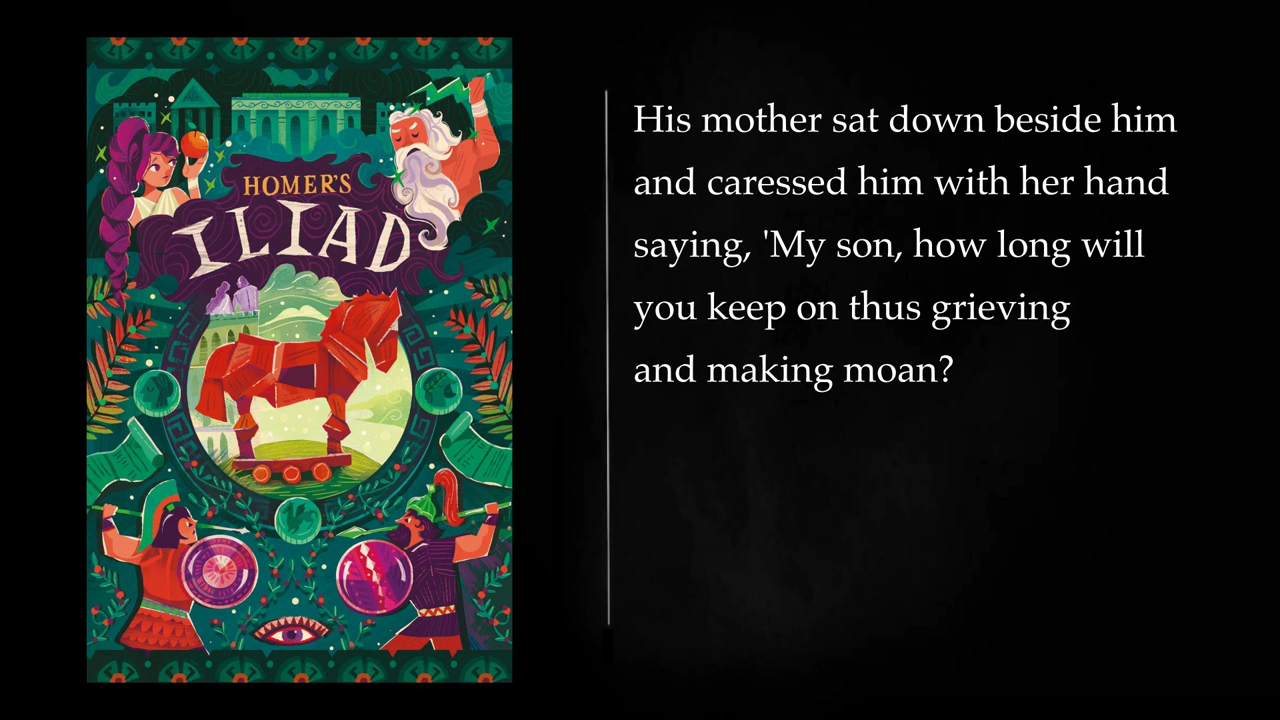 HOMER'S
ILIAD
His mother sat down beside him
and caressed him with her hand
saying, 'My son, how long will
you keep on thus grieving
and making moan?